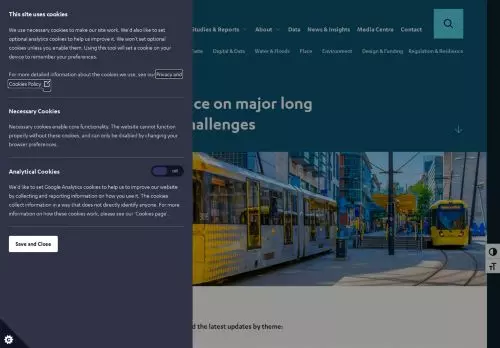 This site uses cookies
We use necessary cookies to make our site work. We'd also like to set
optional analytics cookies to help us improve it. We won't set optional
cookies unless you enable them. Using this tool will set a cookie on your
device to remember your preferences.
For more detailed information about the cookies we use, see our Privacy and
Cookies Policy
Necessary Cookies
Necessary cookies enable core functionality. The website cannot function
properly without these cookies, and can only be disabled by changing your
browser preferences.
Analytical Cookies
Off
We'd like to set Google Analytics cookies to help us to improve our website
by collecting and reporting information on how you use it. The cookies
collect information in a way that does not directly identify anyone. For more
information on how these cookies work, please see our 'Cookies page'.
Save and Close
Studies & Reports About Data News & Insights Media Centre Contact
Digital & Data Water & Floods Place Environment Design & Funding Regulation & Resilience
ce on major long
hallenges
d the latest updates by theme: